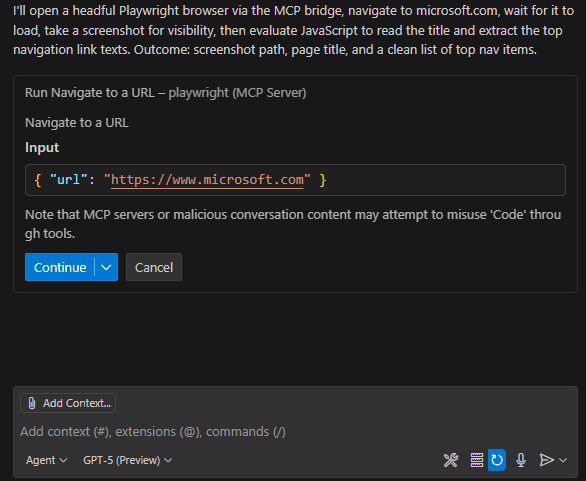 I'll open a headful Playwright browser via the MCP bridge, navigate to microsoft.com, wait for it to
load, take a screenshot for visibility, then evaluate JavaScript to read the title and extract the top
navigation link texts. Outcome: screenshot path, page title, and a clean list of top nav items.
Run Navigate to a URL – playwright (MCP Server)
Navigate to a URL
Input
{ "url": "https://www.microsoft.com" }
Note that MCP servers or malicious conversation content may attempt to misuse 'Code' throu
gh tools.
Continue Cancel
Add Context...
Add context (#), extensions (@), commands (/)
Agent GPT-5 (Preview)